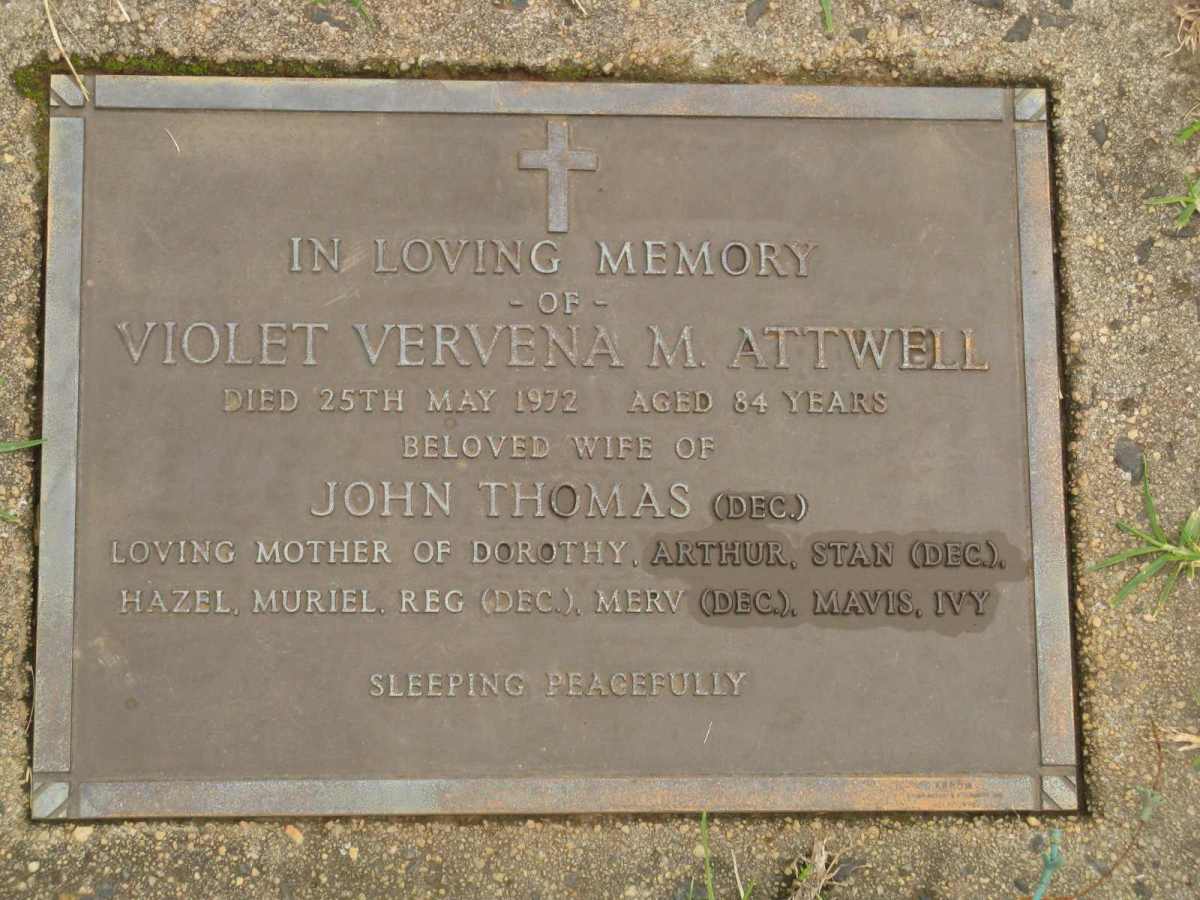 IN LOVING MEMORY
- OF -
VIOLET VERVENA M. ATTWELL
DIED 25TH MAY 1972 AGED 84 YEARS
BELOVED WIFE OF
JOHN THOMAS (DEC.)
LOVING MOTHER OF DOROTHY, ARTHUR, STAN (DEC.),
HAZEL, MURIEL, REG (DEC.), MERV (DEC.), MAVIS, IVY
SLEEPING PEACEFULLY